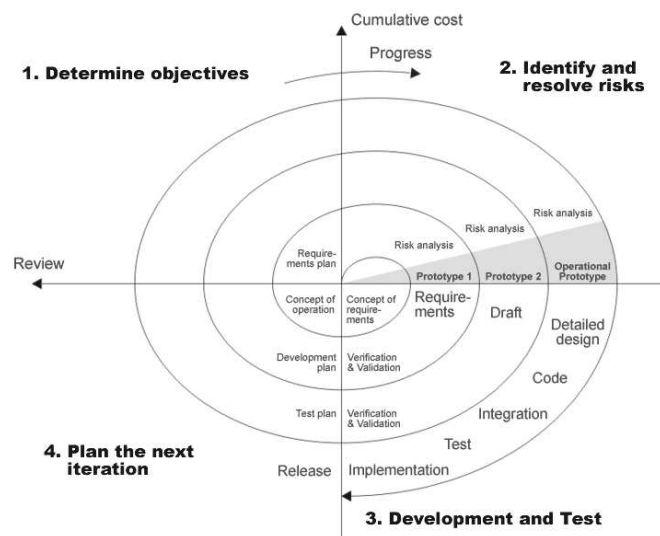 Cumulative cost
Progress
1. Determine objectives
2. Identify and
resolve risks
Risk analysis
Risk analysis
Risk analysis
Require-
ments plan
Review
Prototype 1
Prototype 2
Operational
Prototype
Concept of
operation
Concept of
require-
ments
Require-
ments
Draft
Detailed
design
Development
plan
Verification
& Validation
Code
Test plan
Verification
& Validation
Integration
Test
4. Plan the next
iteration
Release
Implementation
3. Development and Test